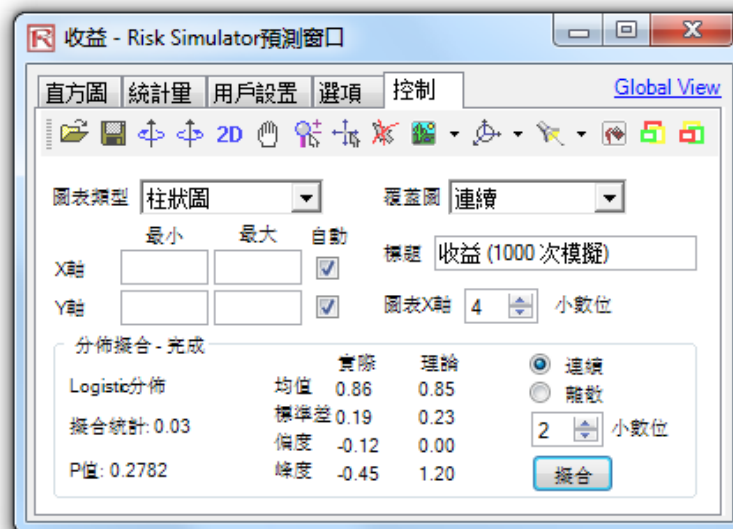 收益 - Risk Simulator預測窗口
直方圖 統計量 用戶設置 選項 控制 Global View
2D
圖表類型 柱狀圖 覆蓋圖 連續
最小 最大 自動
X軸 標題 收益 (1000 次模擬)
Y軸 圖表X軸 4 小數位
分佈擬合 - 完成
實際 理論 連續
Logistic分佈 均值 0.86 0.85 離散
標準差 0.19 0.23
擬合統計: 0.03 2 小數位
偏度 -0.12 0.00
P值: 0.2782 峰度 -0.45 1.20 擬合